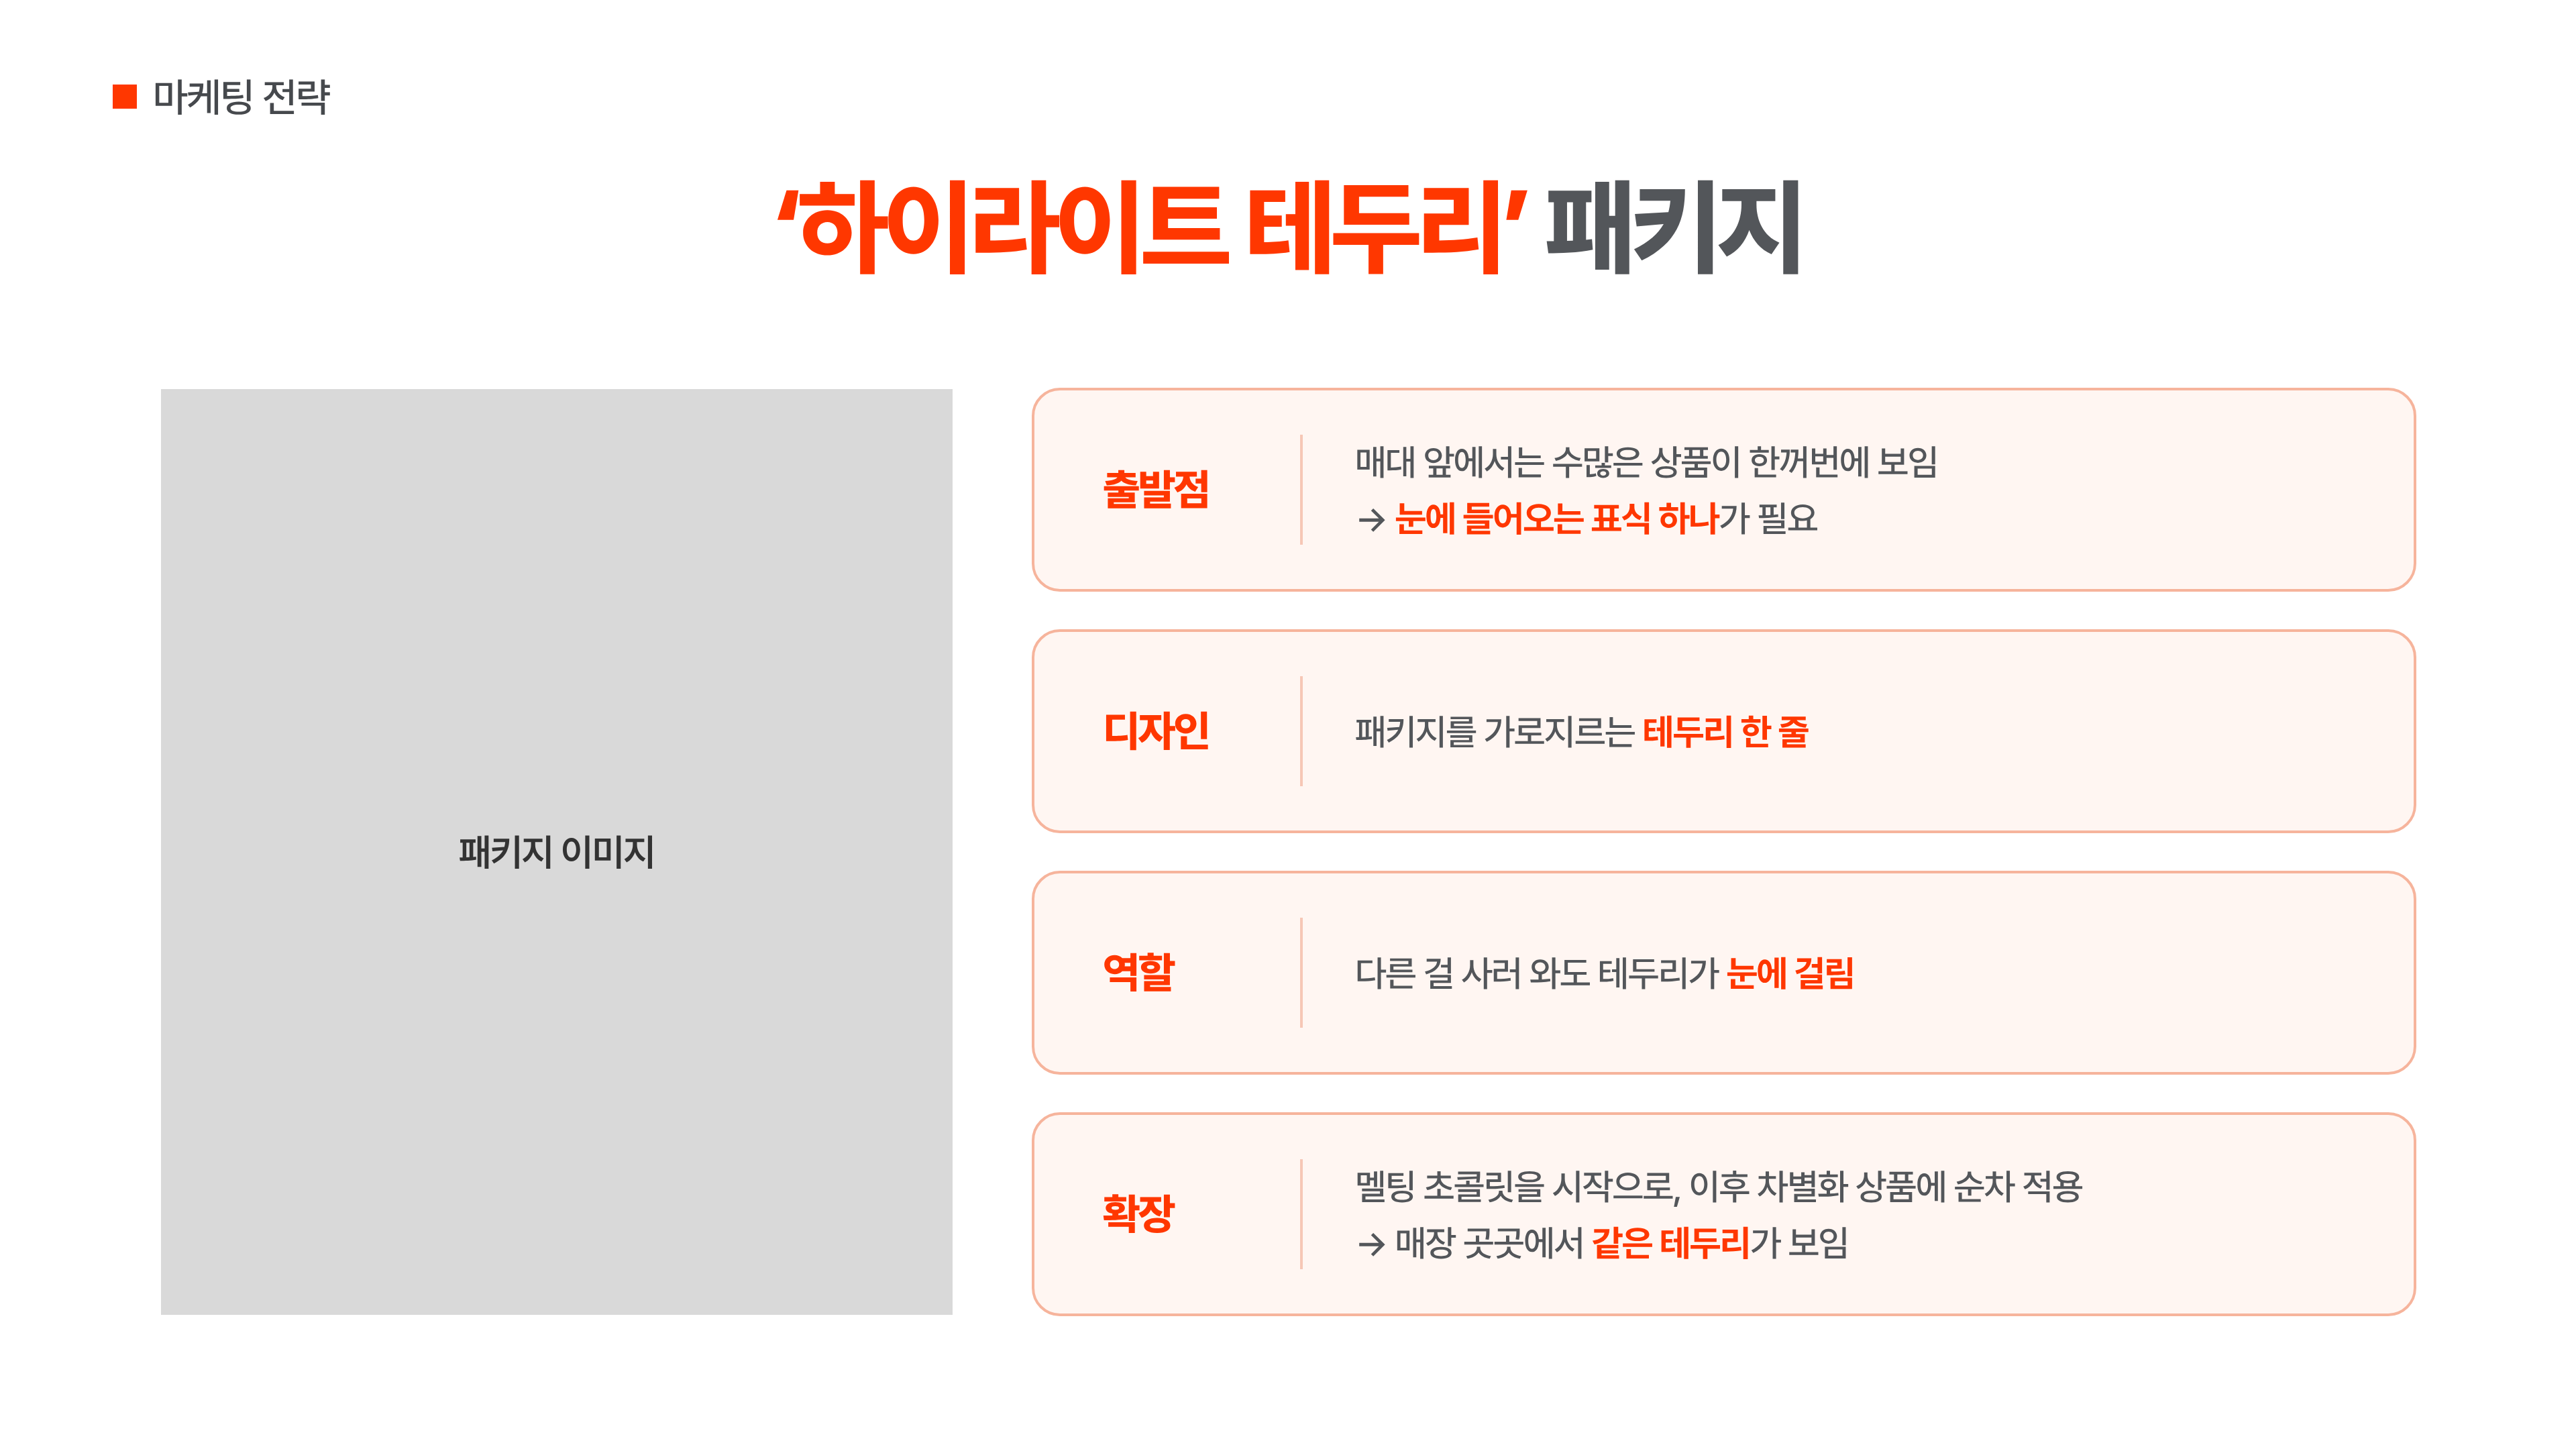 마케팅 전략
‘하이라이트 테두리’ 패키지
패키지 이미지
출발점
매대 앞에서는 수많은 상품이 한꺼번에 보임
→ 눈에 들어오는 표식 하나가 필요
디자인
패키지를 가로지르는 테두리 한 줄
역할
다른 걸 사러 와도 테두리가 눈에 걸림
확장
멜팅 초콜릿을 시작으로, 이후 차별화 상품에 순차 적용
→ 매장 곳곳에서 같은 테두리가 보임